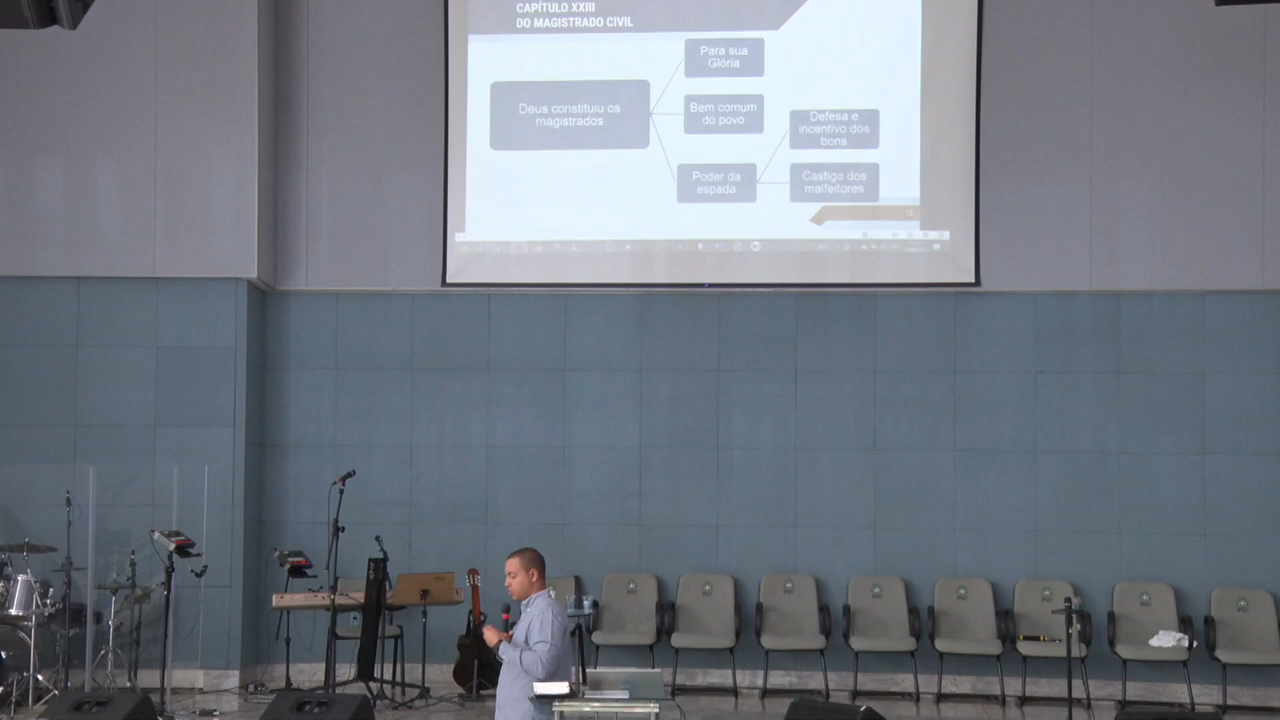 CAPÍTULO XXIII
DO MAGISTRADO CIVIL
Deus constituiu os
magistrados
Para sua
Glória
Bem comum
do povo
Poder da
espada
Defesa e
incentivo dos
bons
Castigo dos
malfeitores
15